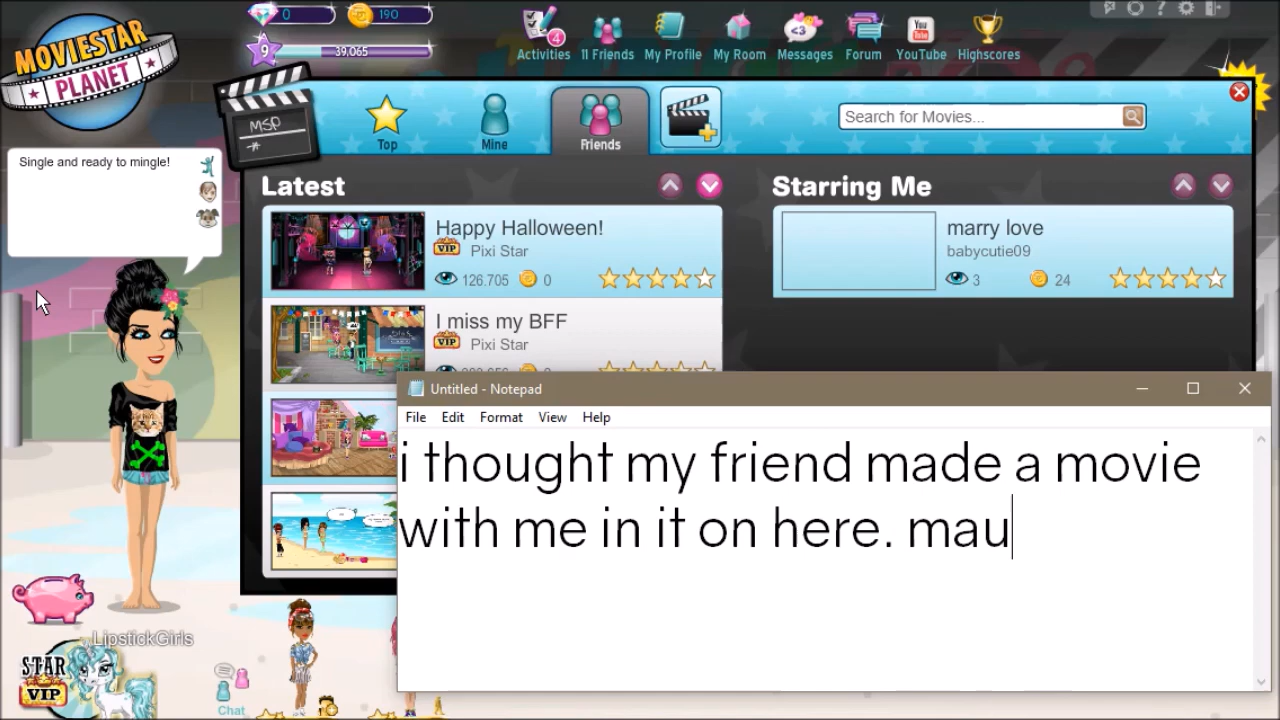 MOVIESTAR
PLANET
0
190
9
39,065
4
Activities
11 Friends
My Profile
My Room
<3
Messages
Forum
You
Tube
YouTube
Highscores
MSP
Top
Mine
Friends
Search for Movies...
Single and ready to mingle!
Latest
Starring Me
Happy Halloween!
VIP Pixi Star
126.705 0
marry love
babycutie09
3 24
I miss my BFF
VIP Pixi Star
Untitled - Notepad
File Edit Format View Help
i thought my friend made a movie
with me in it on here. mau
LipstickGirls
STAR
VIP
Chat